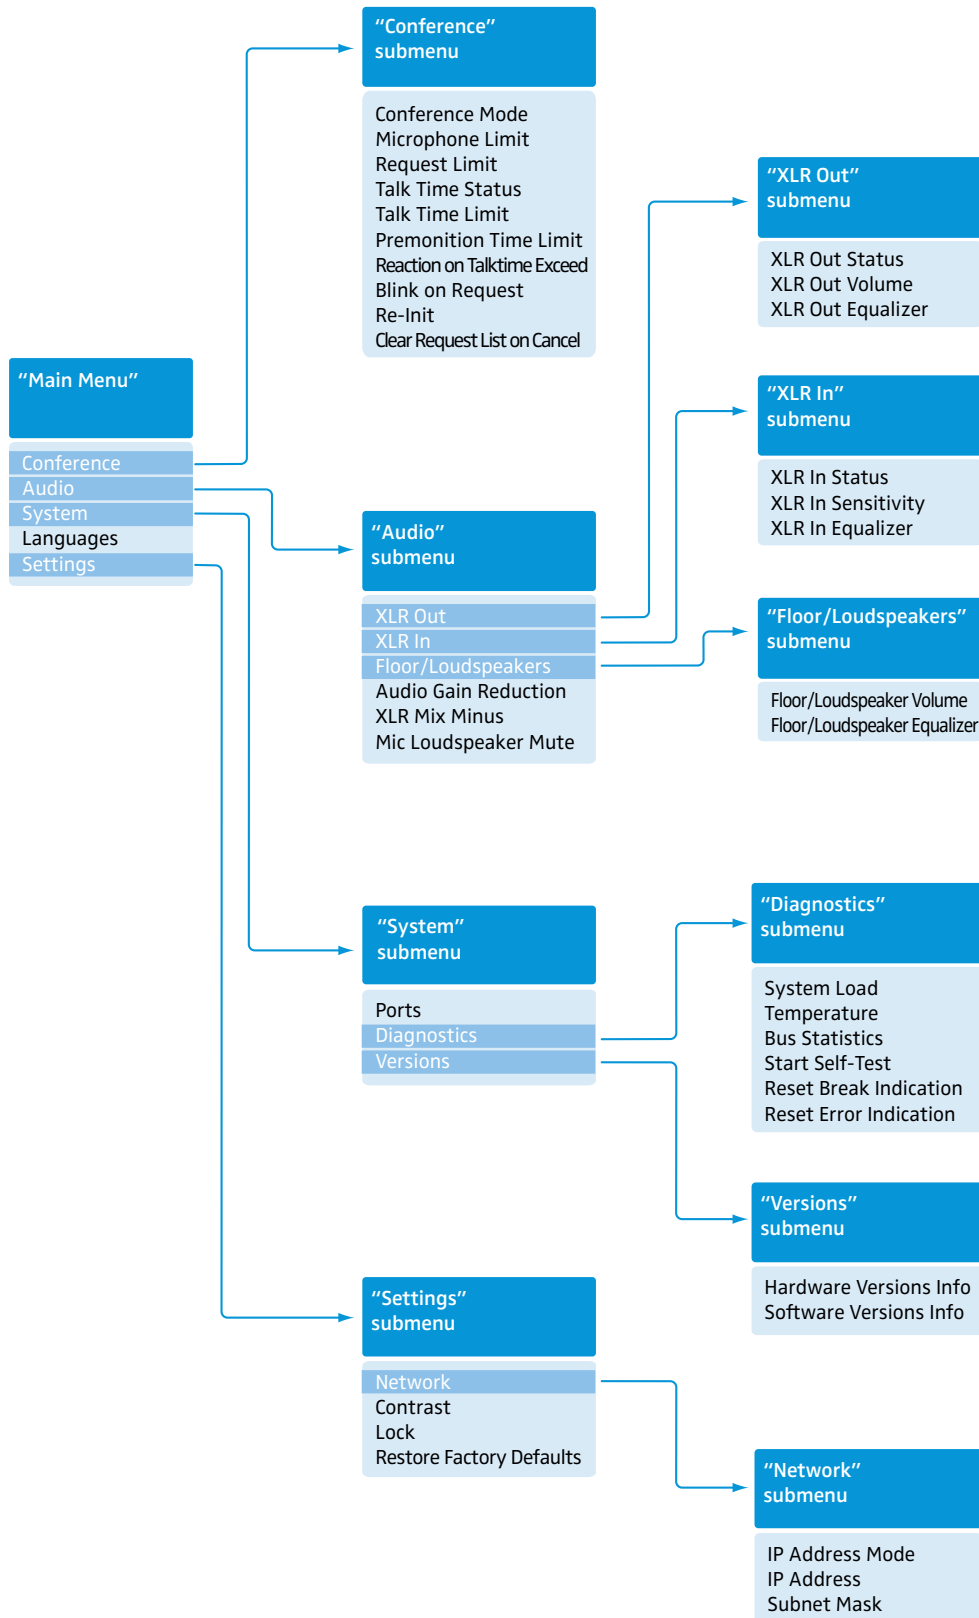 “Main Menu”
Conference
Audio
System
Languages
Settings
“Conference”
submenu
Conference Mode
Microphone Limit
Request Limit
Talk Time Status
Talk Time Limit
Premonition Time Limit
Reaction on Talktime Exceed
Blink on Request
Re-Init
Clear Request List on Cancel
“Audio”
submenu
XLR Out
XLR In
Floor/Loudspeakers
Audio Gain Reduction
XLR Mix Minus
Mic Loudspeaker Mute
“XLR Out”
submenu
XLR Out Status
XLR Out Volume
XLR Out Equalizer
“XLR In”
submenu
XLR In Status
XLR In Sensitivity
XLR In Equalizer
“Floor/Loudspeakers”
submenu
Floor/Loudspeaker Volume
Floor/Loudspeaker Equalizer
“System”
submenu
Ports
Diagnostics
Versions
“Diagnostics”
submenu
System Load
Temperature
Bus Statistics
Start Self-Test
Reset Break Indication
Reset Error Indication
“Versions”
submenu
Hardware Versions Info
Software Versions Info
“Settings”
submenu
Network
Contrast
Lock
Restore Factory Defaults
“Network”
submenu
IP Address Mode
IP Address
Subnet Mask